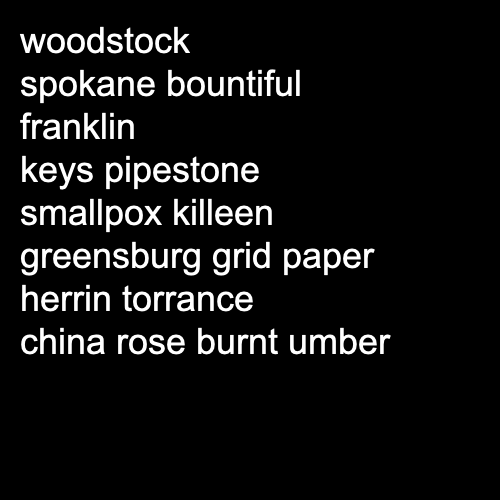 woodstock
spokane bountiful
franklin
keys pipestone
smallpox killeen
greensburg grid paper
herrin torrance
china rose burnt umber